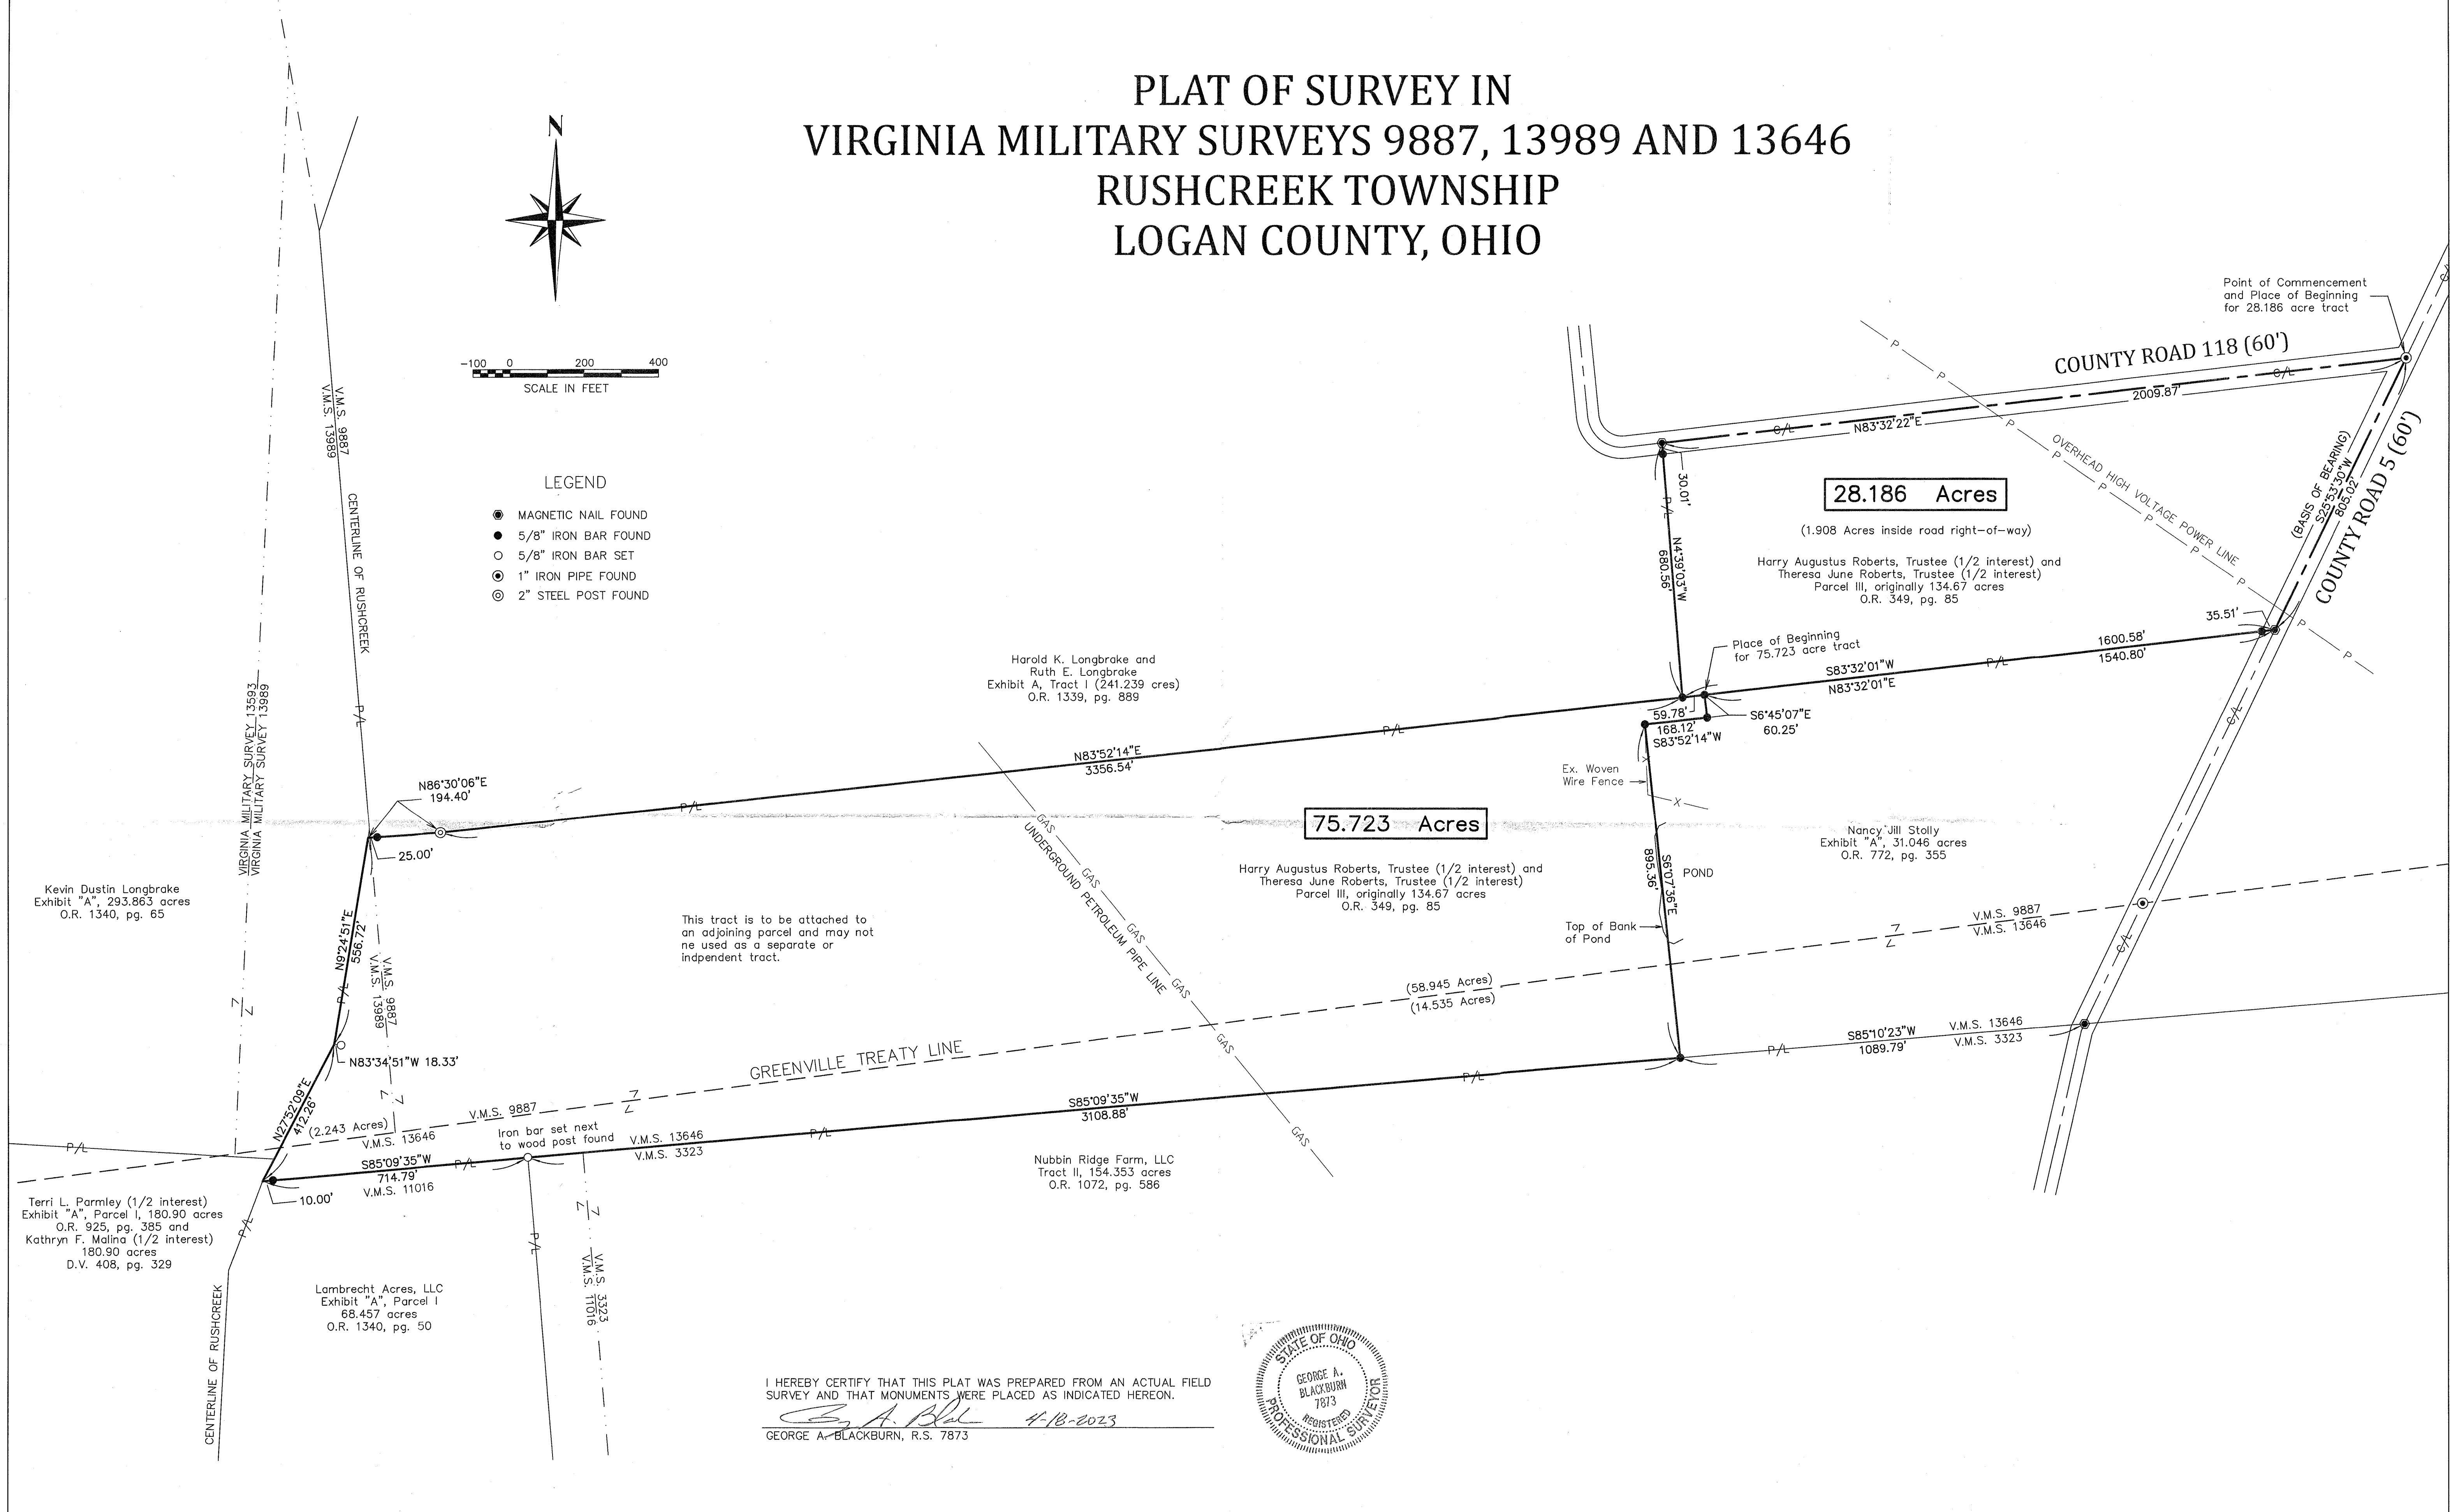 PLAT OF SURVEY IN
VIRGINIA MILITARY SURVEYS 9887, 13989 AND 13646
RUSHCREEK TOWNSHIP
LOGAN COUNTY, OHIO
N
-100 0 200 400
SCALE IN FEET
LEGEND
MAGNETIC NAIL FOUND
5/8" IRON BAR FOUND
5/8" IRON BAR SET
1" IRON PIPE FOUND
2" STEEL POST FOUND
Point of Commencement
and Place of Beginning
for 28.186 acre tract
COUNTY ROAD 118 (60')
C/L
2009.87'
C/L
N83°32'22"E
C/L
P
P
P
P
P
P
P
P
P
P
P
OVERHEAD HIGH VOLTAGE POWER LINE
(BASIS OF BEARING)
S25°53'30"W
805.02'
COUNTY ROAD 5 (60')
30.01'
P/L
N4°39'03"W
680.56'
28.186 Acres
(1.908 Acres inside road right-of-way)
Harry Augustus Roberts, Trustee (1/2 interest) and
Theresa June Roberts, Trustee (1/2 interest)
Parcel III, originally 134.67 acres
O.R. 349, pg. 85
35.51'
Place of Beginning
for 75.723 acre tract
1600.58'
1540.80'
P/L
S83°32'01"W
N83°32'01"E
59.78'
168.12'
S83°52'14"W
S6°45'07"E
60.25'
V.M.S. 9887
V.M.S. 13989
CENTERLINE OF RUSHCREEK
P/L
VIRGINIA MILITARY SURVEY 13593
VIRGINIA MILITARY SURVEY 13989
Harold K. Longbrake and
Ruth E. Longbrake
Exhibit A, Tract I (241.239 cres)
O.R. 1339, pg. 889
P/L
N83°52'14"E
3356.54'
P/L
N86°30'06"E
194.40'
25.00'
Ex. Woven
Wire Fence
X
X
75.723 Acres
Harry Augustus Roberts, Trustee (1/2 interest) and
Theresa June Roberts, Trustee (1/2 interest)
Parcel III, originally 134.67 acres
O.R. 349, pg. 85
Nancy Jill Stolly
Exhibit "A", 31.046 acres
O.R. 772, pg. 355
S6°07'36"E
895.36'
POND
Top of Bank
of Pond
GAS
GAS
GAS
GAS
GAS
GAS
UNDERGROUND PETROLEUM PIPE LINE
Kevin Dustin Longbrake
Exhibit "A", 293.863 acres
O.R. 1340, pg. 65
This tract is to be attached to
an adjoining parcel and may not
ne used as a separate or
indpendent tract.
N9°24'51"E
556.72'
P/L
V.M.S. 9887
V.M.S. 13989
N83°34'51"W 18.33'
N27°52'09"E
412.26'
(58.945 Acres)
(14.535 Acres)
V.M.S. 9887
V.M.S. 13646
C/L
C/L
GREENVILLE TREATY LINE
S85°10'23"W
1089.79'
V.M.S. 13646
V.M.S. 3323
P/L
P/L
S85°09'35"W
3108.88'
P/L
V.M.S. 9887
V.M.S. 13646
(2.243 Acres)
Iron bar set next
to wood post found
V.M.S. 13646
V.M.S. 3323
P/L
S85°09'35"W
714.79'
V.M.S. 11016
P/L
10.00'
P/L
P/L
V.M.S. 3323
V.M.S. 11016
Nubbin Ridge Farm, LLC
Tract II, 154.353 acres
O.R. 1072, pg. 586
Terri L. Parmley (1/2 interest)
Exhibit "A", Parcel I, 180.90 acres
O.R. 925, pg. 385 and
Kathryn F. Malina (1/2 interest)
180.90 acres
D.V. 408, pg. 329
CENTERLINE OF RUSHCREEK
Lambrecht Acres, LLC
Exhibit "A", Parcel I
68.457 acres
O.R. 1340, pg. 50
I HEREBY CERTIFY THAT THIS PLAT WAS PREPARED FROM AN ACTUAL FIELD
SURVEY AND THAT MONUMENTS WERE PLACED AS INDICATED HEREON.
4-18-2023
GEORGE A. BLACKBURN, R.S. 7873
STATE OF OHIO
GEORGE A.
BLACKBURN
7873
REGISTERED
PROFESSIONAL SURVEYOR